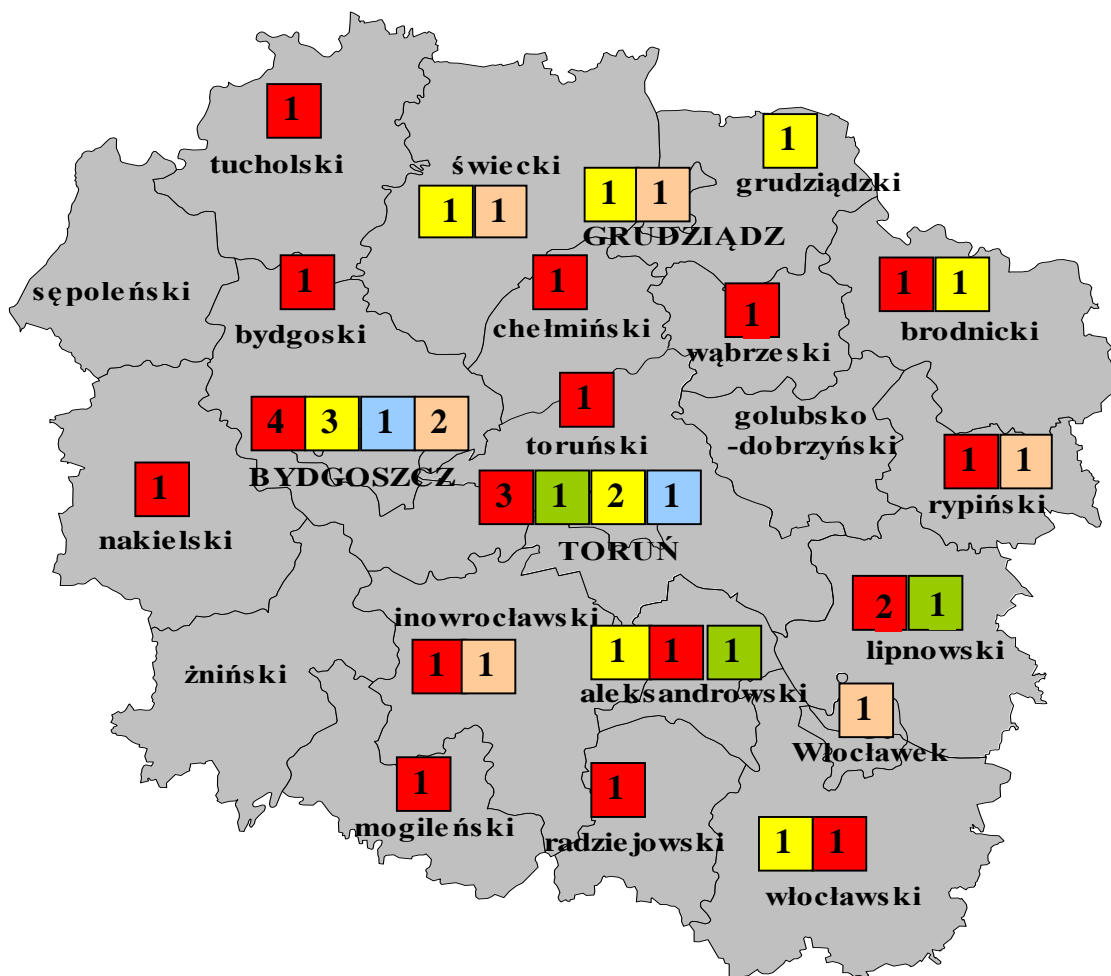 1
tucholski
1
grudziądzki
świecki
1 1
1 1
GRUDZIĄDZ
sępoleński
1
bydgoski
1
chełmiński
1
wąbrzeski
1 1
brodnicki
4 3 1 2
BYDGOSZCZ
1
toruński
golubsko
-dobrzyński
1 1
rypiński
1
nakielski
3 1 2 1
TORUŃ
2 1
lipnowski
inowrocławski
1 1
1 1 1
aleksandrowski
żniński
1
Włocławek
1
mogileński
1
radziejowski
1 1
włocławski